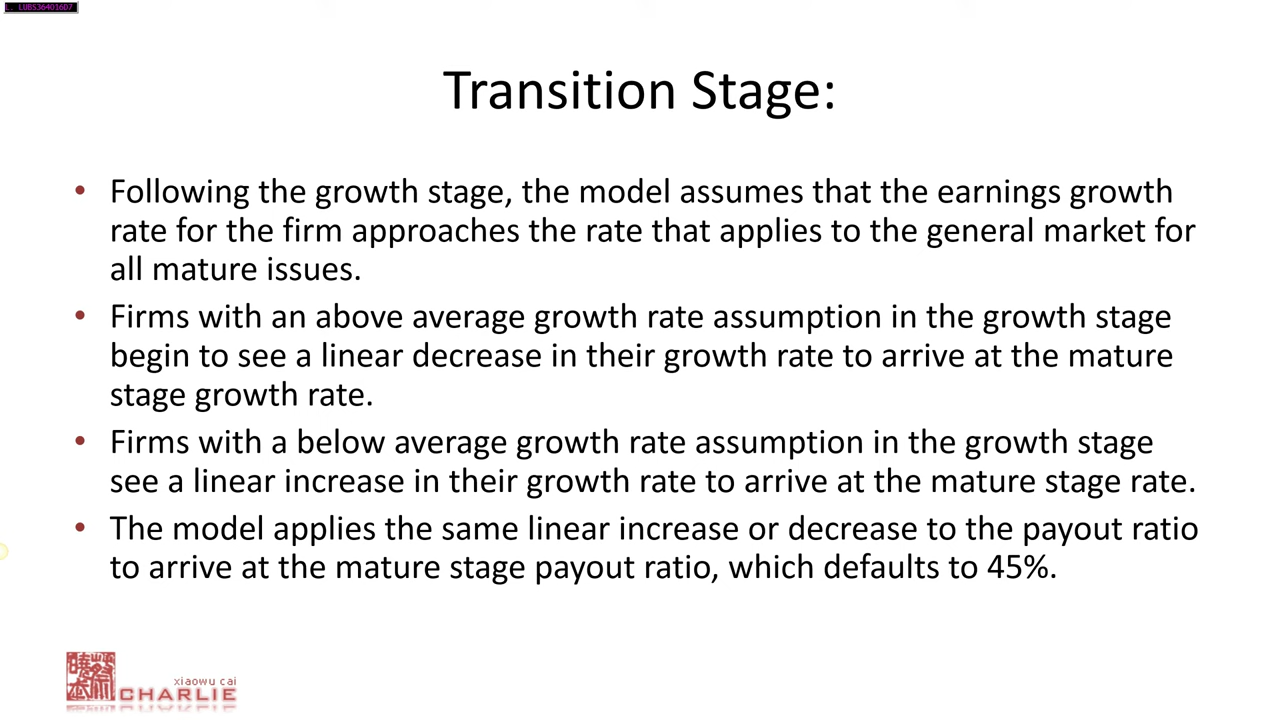 Transition Stage:
• Following the growth stage, the model assumes that the earnings growth
rate for the firm approaches the rate that applies to the general market for
all mature issues.
• Firms with an above average growth rate assumption in the growth stage
begin to see a linear decrease in their growth rate to arrive at the mature
stage growth rate.
• Firms with a below average growth rate assumption in the growth stage
see a linear increase in their growth rate to arrive at the mature stage rate.
• The model applies the same linear increase or decrease to the payout ratio
to arrive at the mature stage payout ratio, which defaults to 45%.
xiaowu cai
CHARLIE